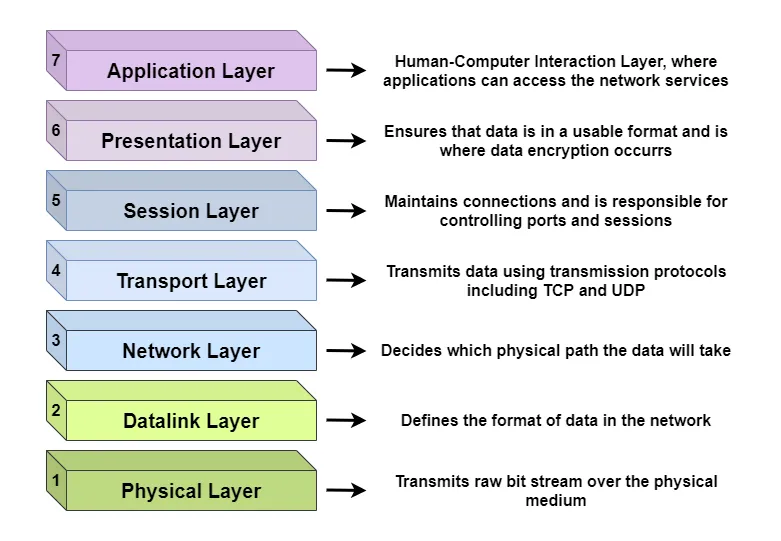 7
Application Layer
Human-Computer Interaction Layer, where
applications can access the network services
6
Presentation Layer
Ensures that data is in a usable format and is
where data encryption occurrs
5
Session Layer
Maintains connections and is responsible for
controlling ports and sessions
4
Transport Layer
Transmits data using transmission protocols
including TCP and UDP
3
Network Layer
Decides which physical path the data will take
2
Datalink Layer
Defines the format of data in the network
1
Physical Layer
Transmits raw bit stream over the physical
medium